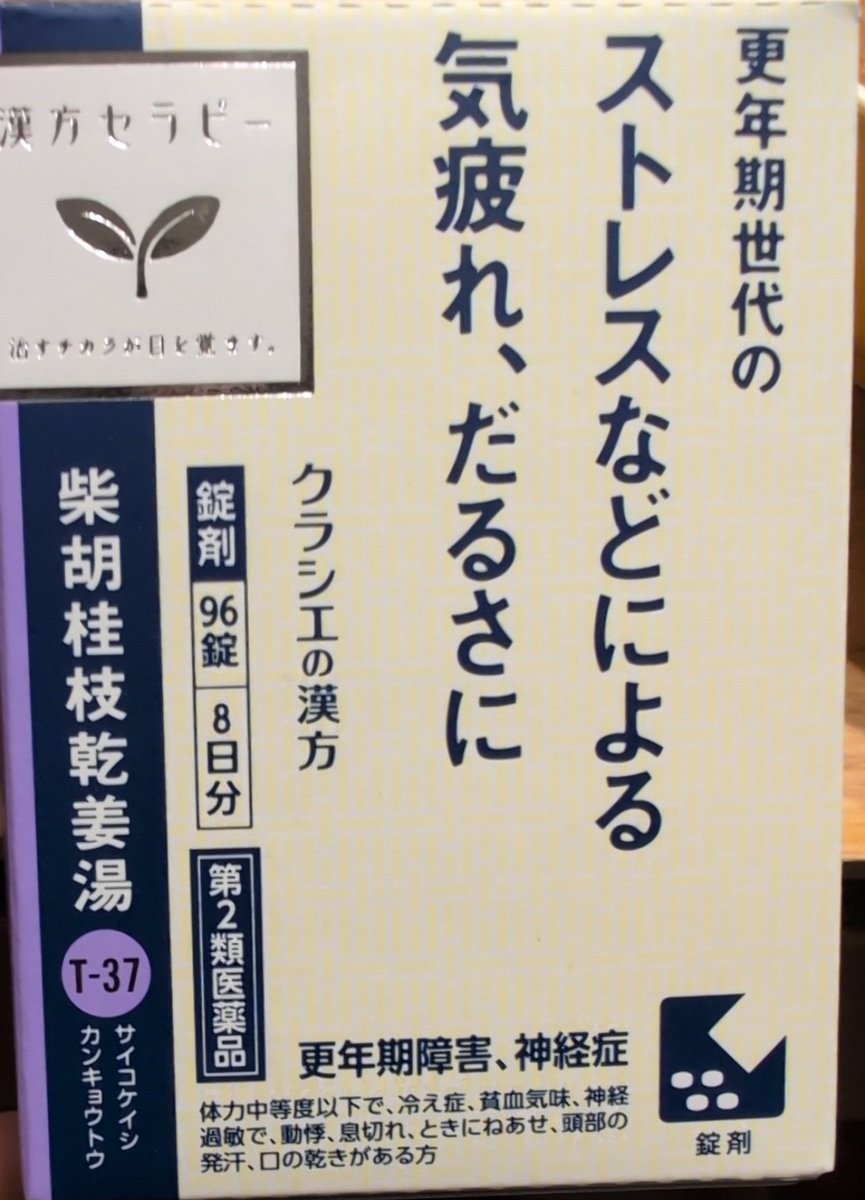 更年期世代の
ストレスなどによる
気疲れ、だるさに
漢方セラピー
治すチカラが目を覚ます。
クラシエの漢方
錠剤
96錠
8日分
第2類医薬品
柴胡桂枝乾姜湯
T-37
サイコケイシ
カンキョウトウ
更年期障害、神経症
体力中等度以下で、冷え症、貧血気味、神経
過敏で、動悸、息切れ、ときにねあせ、頭部の
発汗、口の乾きがある方
錠剤